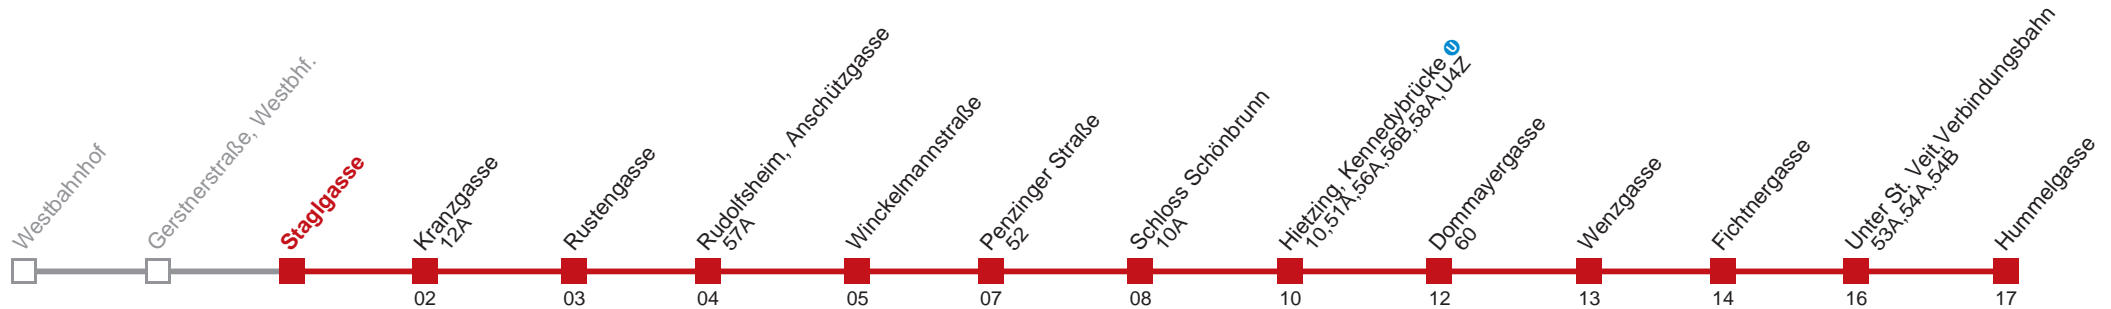 Westbahnhof
Gerstnerstraße, Westbhf.
Staglgasse
Kranzgasse
12A
Rustengasse
Rudolfsheim, Anschützgasse
57A
Winckelmannstraße
Penzinger Straße
52
Schloss Schönbrunn
10A
Hietzing, Kennedybrücke U
10,51A,56A,56B,58A,U4Z
Dommayergasse
60
Wenzgasse
Fichtnergasse
Unter St. Veit,Verbindungsbahn
53A,54A,54B
Hummelgasse
02 03 04 05 07 08 10 12 13 14 16 17